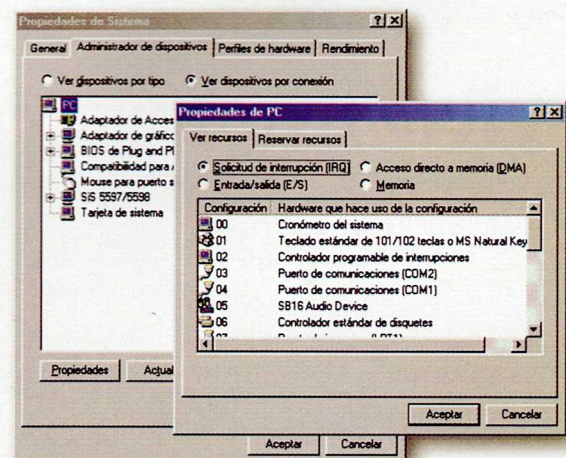 Propiedades de Sistema
General Administrador de dispositivos Perfiles de hardware Rendimiento
Ver dispositivos por tipo Ver dispositivos por conexión
PC
Adaptador de Acces
Adaptador de gráfico
BIOS de Plug and Pl
Compatibilidad para
Mouse para puerto s
SiS 5597/5598
Tarjeta de sistema
Propiedades Actual
Aceptar Cancelar
Propiedades de PC
Ver recursos Reservar recursos
Solicitud de interrupción (IRQ) Acceso directo a memoria (DMA)
Entrada/salida (E/S) Memoria
Configuración Hardware que hace uso de la configuración
00 Cronómetro del sistema
01 Teclado estándar de 101/102 teclas o MS Natural Key
02 Controlador programable de interrupciones
03 Puerto de comunicaciones (COM2)
04 Puerto de comunicaciones (COM1)
05 SB16 Audio Device
06 Controlador estándar de disquetes
Aceptar Cancelar